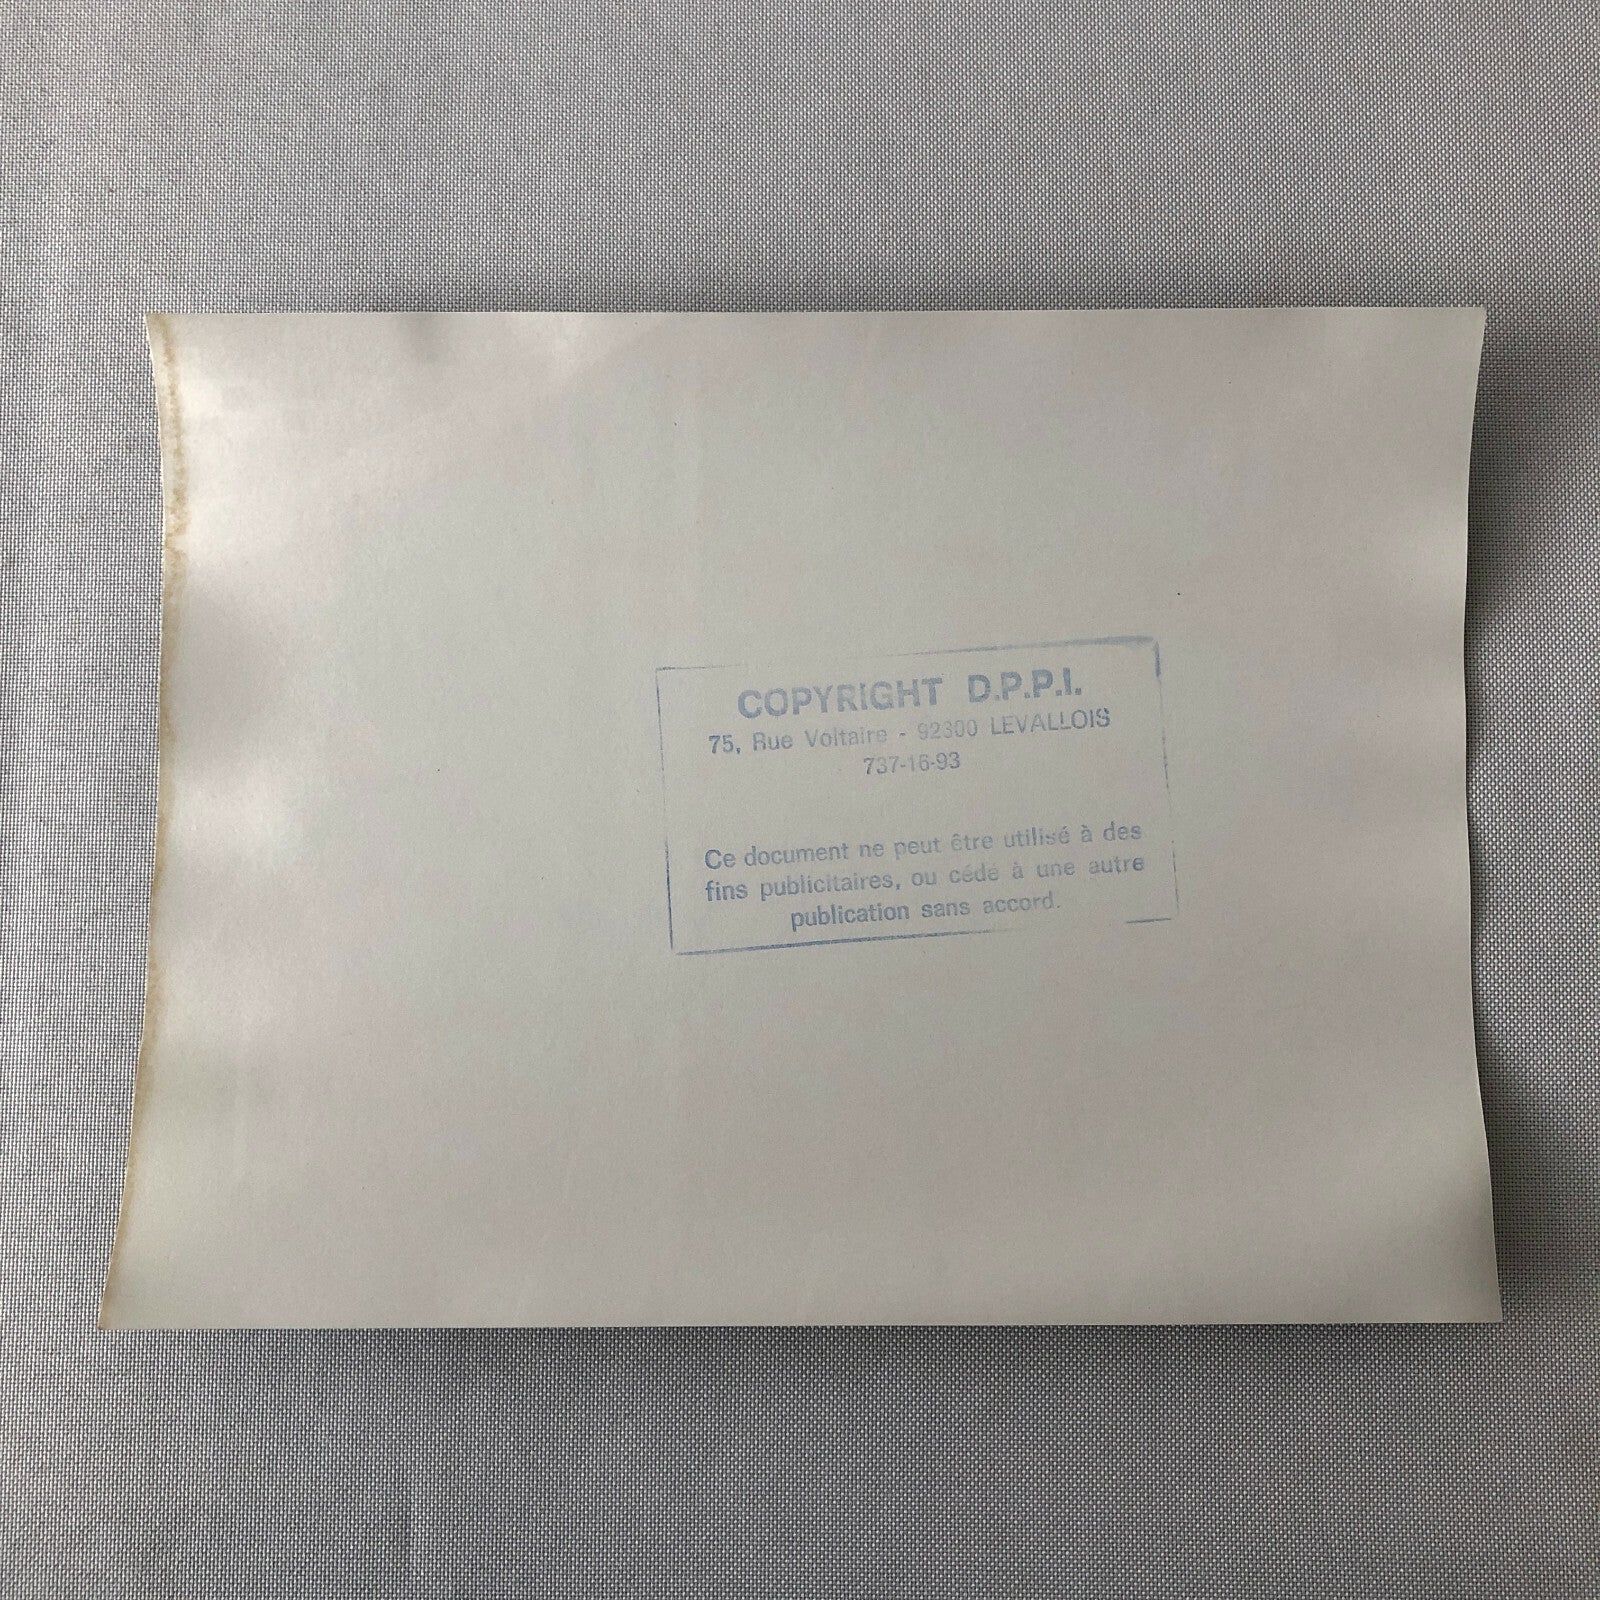 COPYRIGHT D.P.P.I.
75, Rue Voltaire - 92300 LEVALLOIS
737-16-93
Ce document ne peut être utilisé à des
fins publicitaires, ou cédé à une autre
publication sans accord.